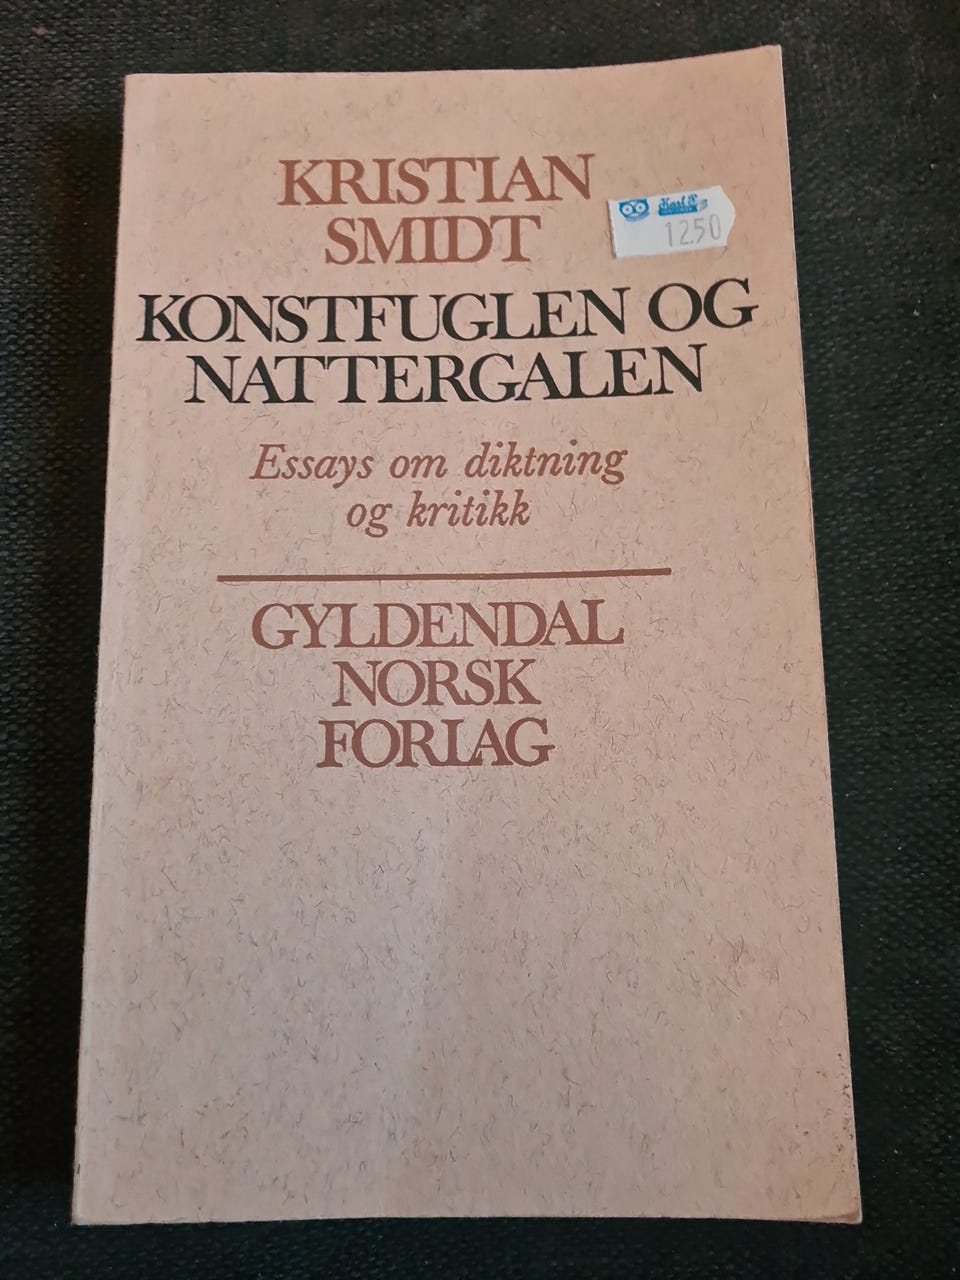 KRISTIAN
SMIDT
12.50
KONSTFUGLEN OG
NATTERGALEN
Essays om diktning
og kritikk
GYLDENDAL
NORSK
FORLAG